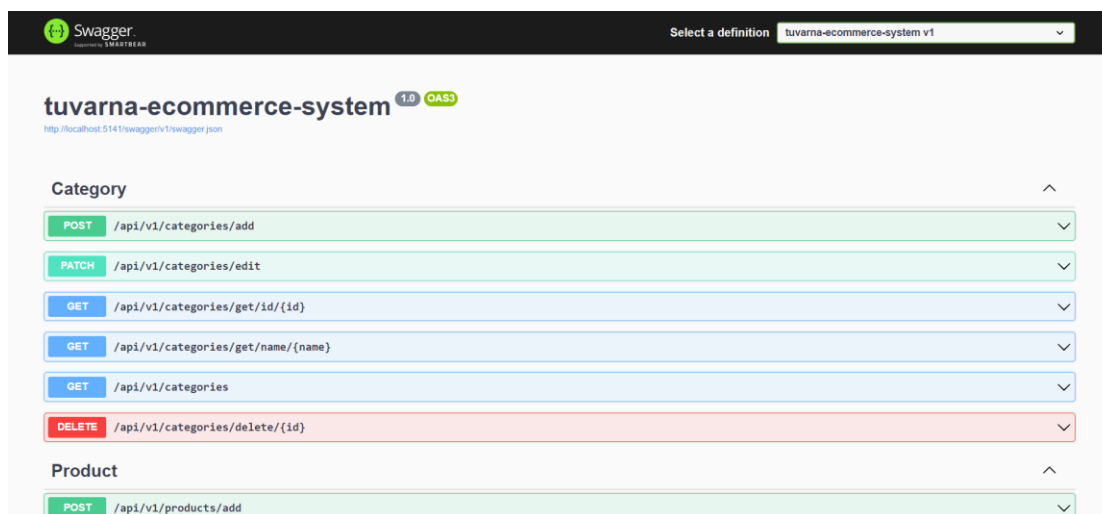 Swagger.
Supported by SMARTBEAR
Select a definition
tuvarna-ecommerce-system v1
tuvarna-ecommerce-system 1.0 OAS3
http://localhost:5141/swagger/v1/swagger.json
Category
POST /api/v1/categories/add
PATCH /api/v1/categories/edit
GET /api/v1/categories/get/id/{id}
GET /api/v1/categories/get/name/{name}
GET /api/v1/categories
DELETE /api/v1/categories/delete/{id}
Product
POST /api/v1/products/add